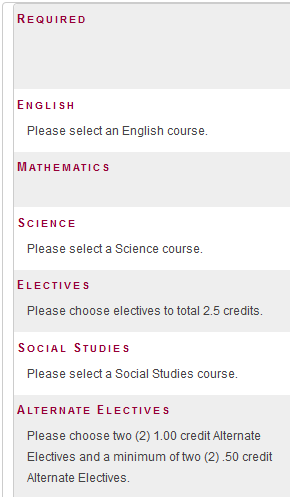 Required
English
Please select an English course.
Mathematics
Science
Please select a Science course.
Electives
Please choose electives to total 2.5 credits.
Social Studies
Please select a Social Studies course.
Alternate Electives
Please choose two (2) 1.00 credit Alternate
Electives and a minimum of two (2) .50 credit
Alternate Electives.